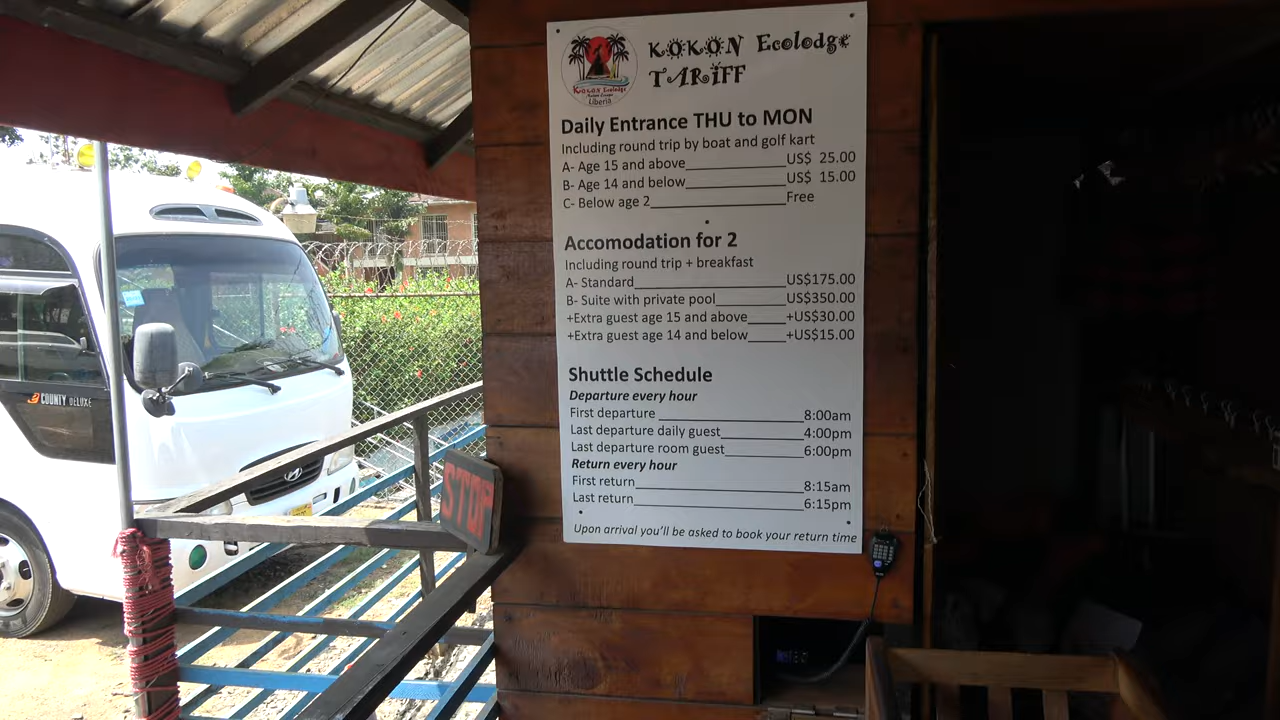 KOKON Ecolodge
TARIFF
Kokon Ecolodge
Liberia
Daily Entrance THU to MON
Including round trip by boat and golf kart
A- Age 15 and above US$ 25.00
B- Age 14 and below US$ 15.00
C- Below age 2 Free
Accomodation for 2
Including round trip + breakfast
A- Standard US$175.00
B- Suite with private pool US$350.00
+Extra guest age 15 and above +US$30.00
+Extra guest age 14 and below +US$15.00
Shuttle Schedule
Departure every hour
First departure 8:00am
Last departure daily guest 4:00pm
Last departure room guest 6:00pm
Return every hour
First return 8:15am
Last return 6:15pm
Upon arrival you'll be asked to book your return time
STOP
COUNTY DELUXE